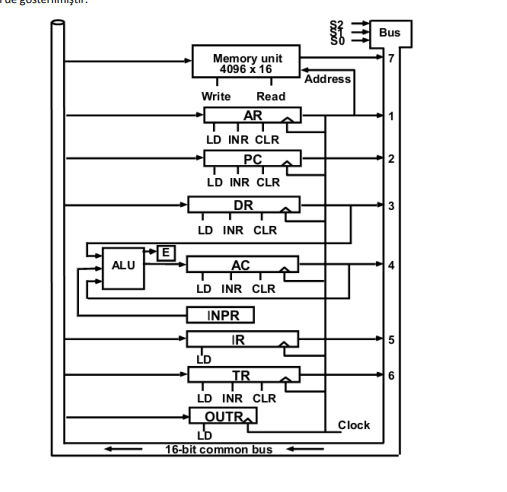 de gösterilmiştir.
S2
S1
S0
Bus
Memory unit
4096 x 16
7
Address
Write Read
AR
1
LD INR CLR
PC
2
LD INR CLR
DR
3
LD INR CLR
E
ALU
AC
4
LD INR CLR
INPR
IR
5
LD
TR
6
LD INR CLR
OUTR
Clock
LD
16-bit common bus